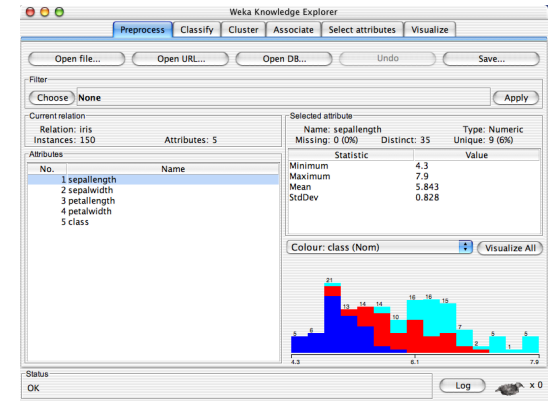 Weka Knowledge Explorer
Preprocess Classify Cluster Associate Select attributes Visualize
Open file... Open URL... Open DB... Undo Save...
Filter
Choose None Apply
Current relation
Relation: iris
Instances: 150 Attributes: 5
Attributes
No. Name
1 sepallength
2 sepalwidth
3 petallength
4 petalwidth
5 class
Selected attribute
Name: sepallength Type: Numeric
Missing: 0 (0%) Distinct: 35 Unique: 9 (6%)
Statistic Value
Minimum 4.3
Maximum 7.9
Mean 5.843
StdDev 0.828
Colour: class (Nom) Visualize All
5 6 21 13 14 14 10 16 16 15 7 2 5 1 5
4.3 6.1 7.9
Status
OK Log x 0